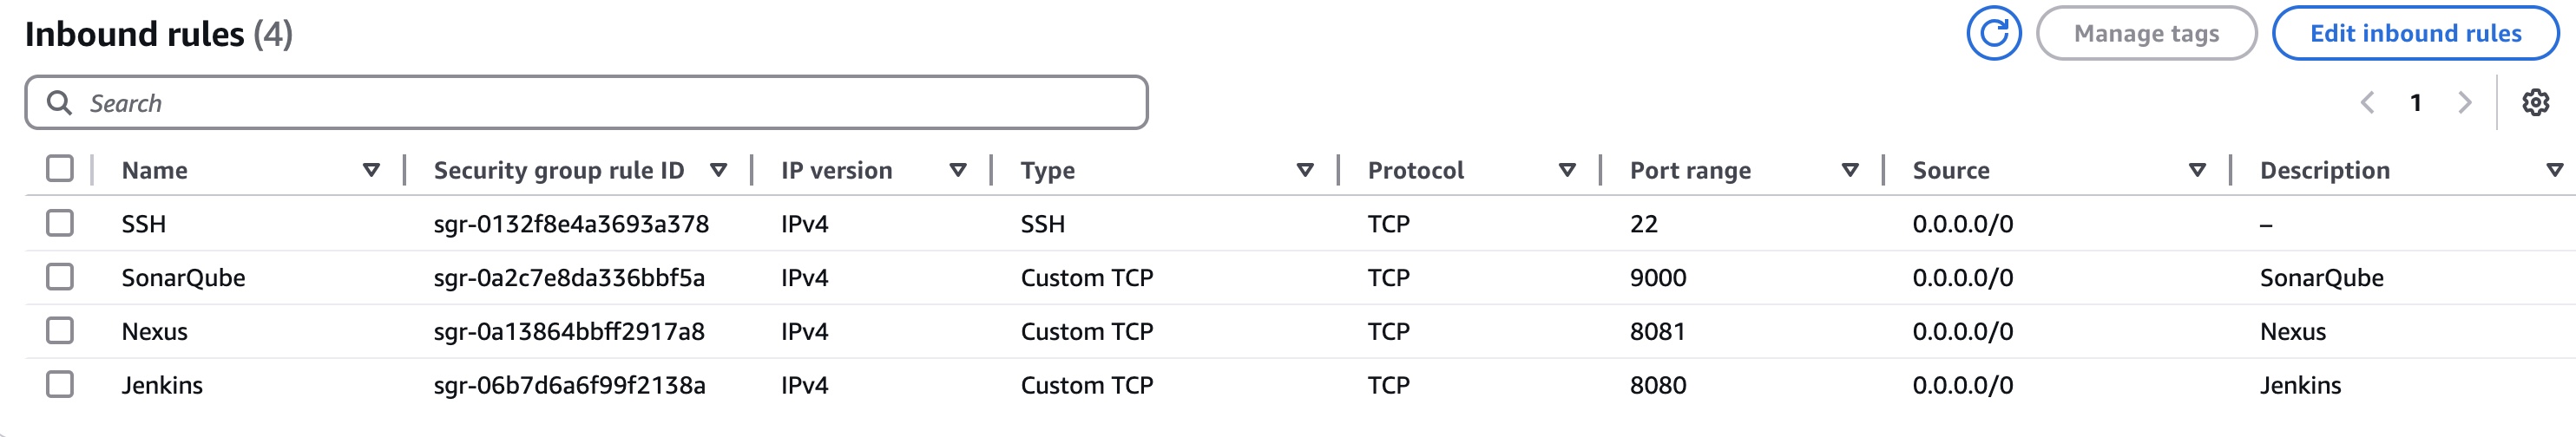 Inbound rules (4)
Manage tags
Edit inbound rules
Search
1
Name Security group rule ID IP version Type Protocol Port range Source Description
SSH sgr-0132f8e4a3693a378 IPv4 SSH TCP 22 0.0.0.0/0 –
SonarQube sgr-0a2c7e8da336bbf5a IPv4 Custom TCP TCP 9000 0.0.0.0/0 SonarQube
Nexus sgr-0a13864bbff2917a8 IPv4 Custom TCP TCP 8081 0.0.0.0/0 Nexus
Jenkins sgr-06b7d6a6f99f2138a IPv4 Custom TCP TCP 8080 0.0.0.0/0 Jenkins